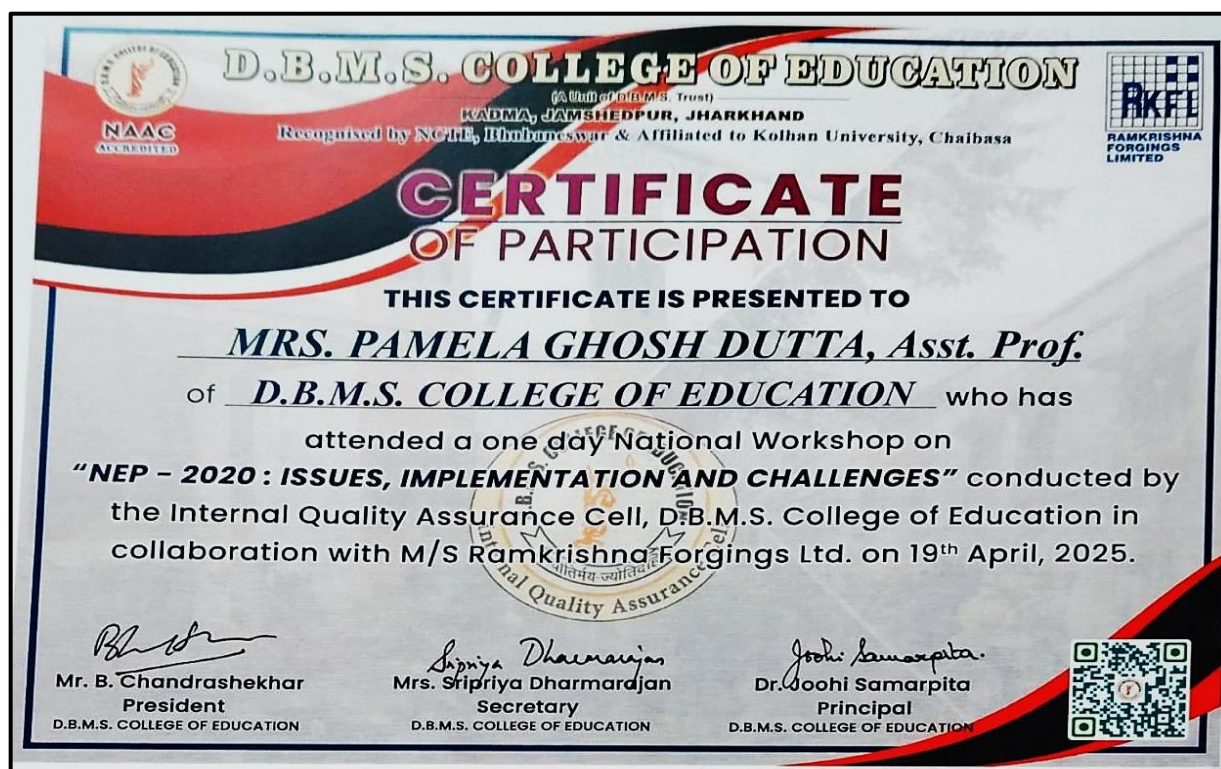 D.B.M.S. COLLEGE OF EDUCATION
(A Unit of D.B.M.S. Trust)
KADMA, JAMSHEDPUR, JHARKHAND
Recognised by NCTE, Bhubaneswar & Affiliated to Kolhan University, Chaibasa
NAAC
ACCREDITED
RKFL
RAMKRISHNA
FORGINGS
LIMITED
CERTIFICATE
OF PARTICIPATION
THIS CERTIFICATE IS PRESENTED TO
MRS. PAMELA GHOSH DUTTA, Asst. Prof.
of D.B.M.S. COLLEGE OF EDUCATION who has
attended a one day National Workshop on
"NEP - 2020 : ISSUES, IMPLEMENTATION AND CHALLENGES" conducted by
the Internal Quality Assurance Cell, D.B.M.S. College of Education in
collaboration with M/S Ramkrishna Forgings Ltd. on 19th April, 2025.
D.B.M.S. COLLEGE OF EDUCATION
Internal Quality Assurance Cell
Sripriya Dharmarajan
Joohi Samarpita.
Mr. B. Chandrashekhar
President
D.B.M.S. COLLEGE OF EDUCATION
Mrs. Sripriya Dharmarajan
Secretary
D.B.M.S. COLLEGE OF EDUCATION
Dr. Joohi Samarpita
Principal
D.B.M.S. COLLEGE OF EDUCATION